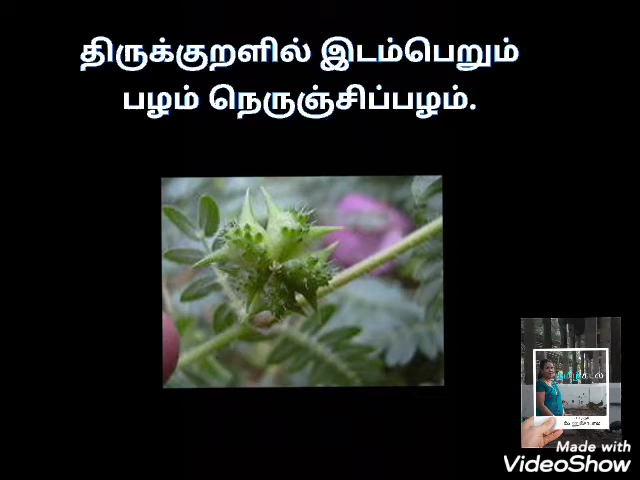 திருக்குறளில் இடம்பெறும்
பழம் நெருஞ்சிப்பழம்.
Made with
VideoShow